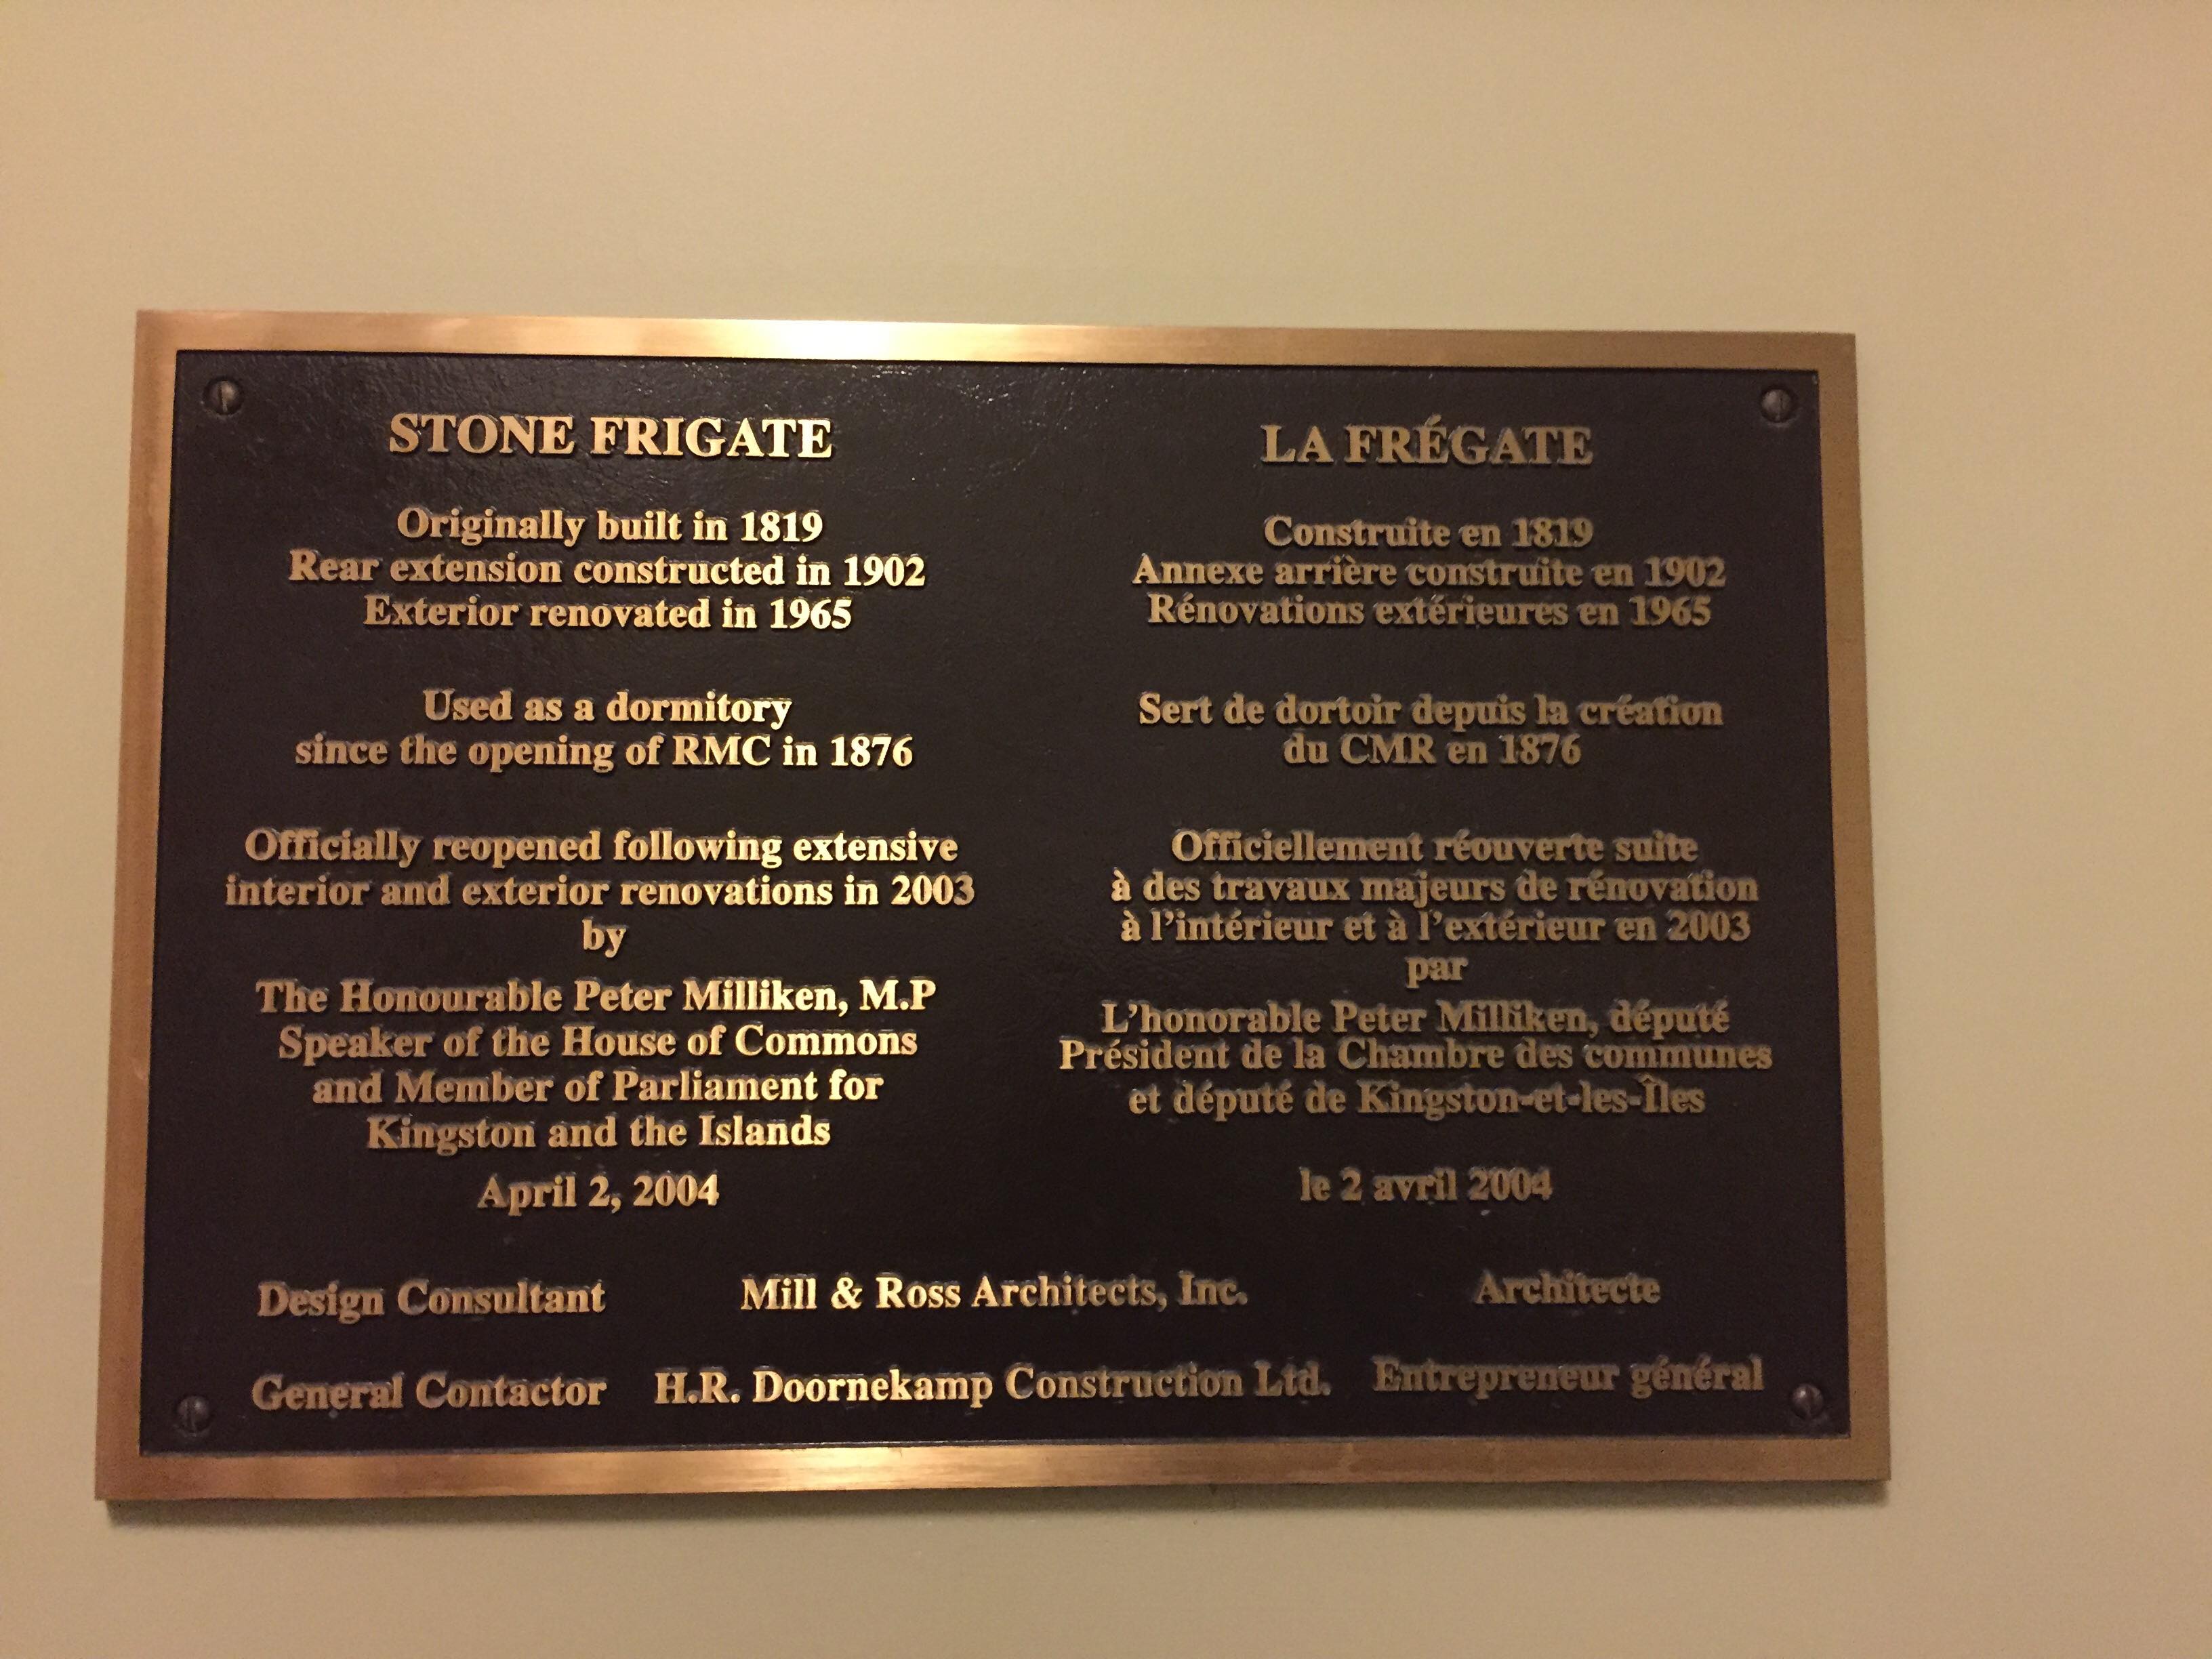 STONE FRIGATE
Originally built in 1819
Rear extension constructed in 1902
Exterior renovated in 1965
Used as a dormitory
since the opening of RMC in 1876
Officially reopened following extensive
interior and exterior renovations in 2003
by
The Honourable Peter Milliken, M.P
Speaker of the House of Commons
and Member of Parliament for
Kingston and the Islands
April 2, 2004
LA FRÉGATE
Construite en 1819
Annexe arrière construite en 1902
Rénovations extérieures en 1965
Sert de dortoir depuis la création
du CMR en 1876
Officiellement réouverte suite
à des travaux majeurs de rénovation
à l'intérieur et à l'extérieur en 2003
par
L'honorable Peter Milliken, député
Président de la Chambre des communes
et député de Kingston-et-les-Îles
le 2 avril 2004
Design Consultant Mill & Ross Architects, Inc. Architecte
General Contactor H.R. Doornekamp Construction Ltd. Entrepreneur général